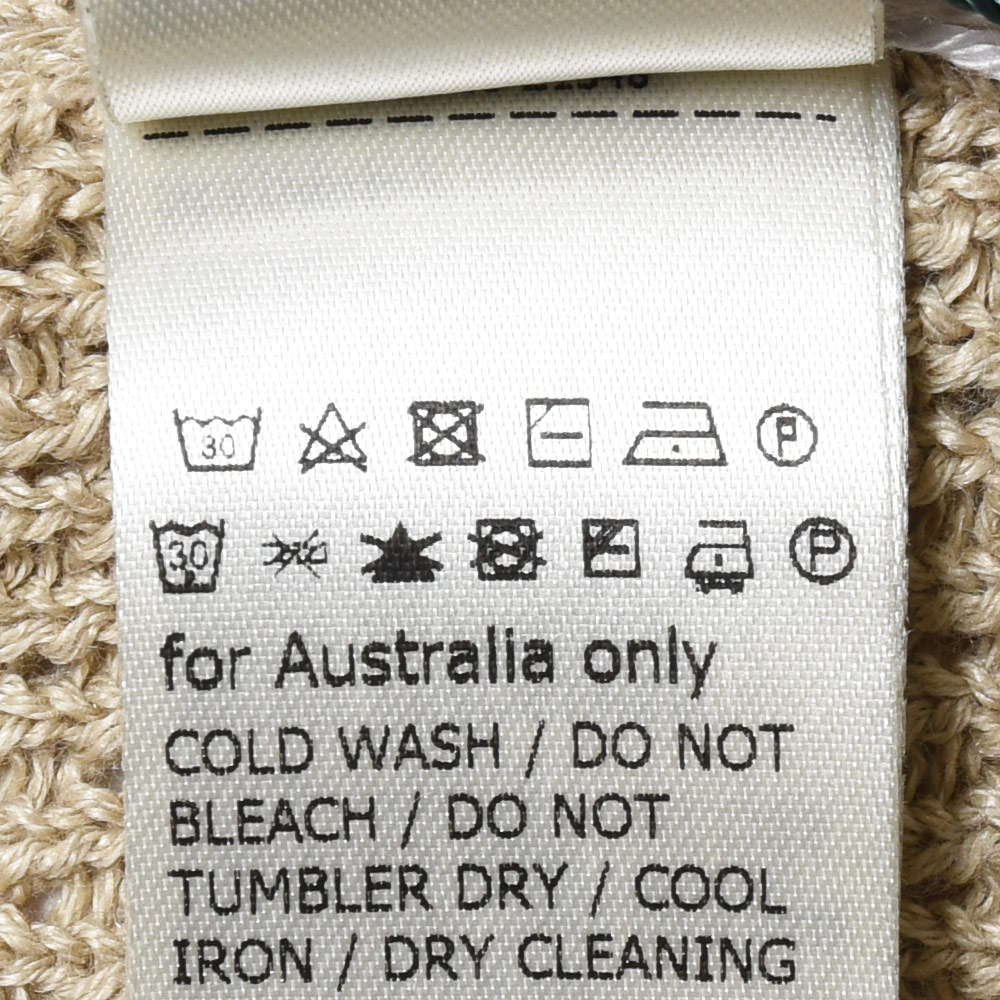 30 P
30 P
for Australia only
COLD WASH / DO NOT
BLEACH / DO NOT
TUMBLER DRY / COOL
IRON / DRY CLEANING